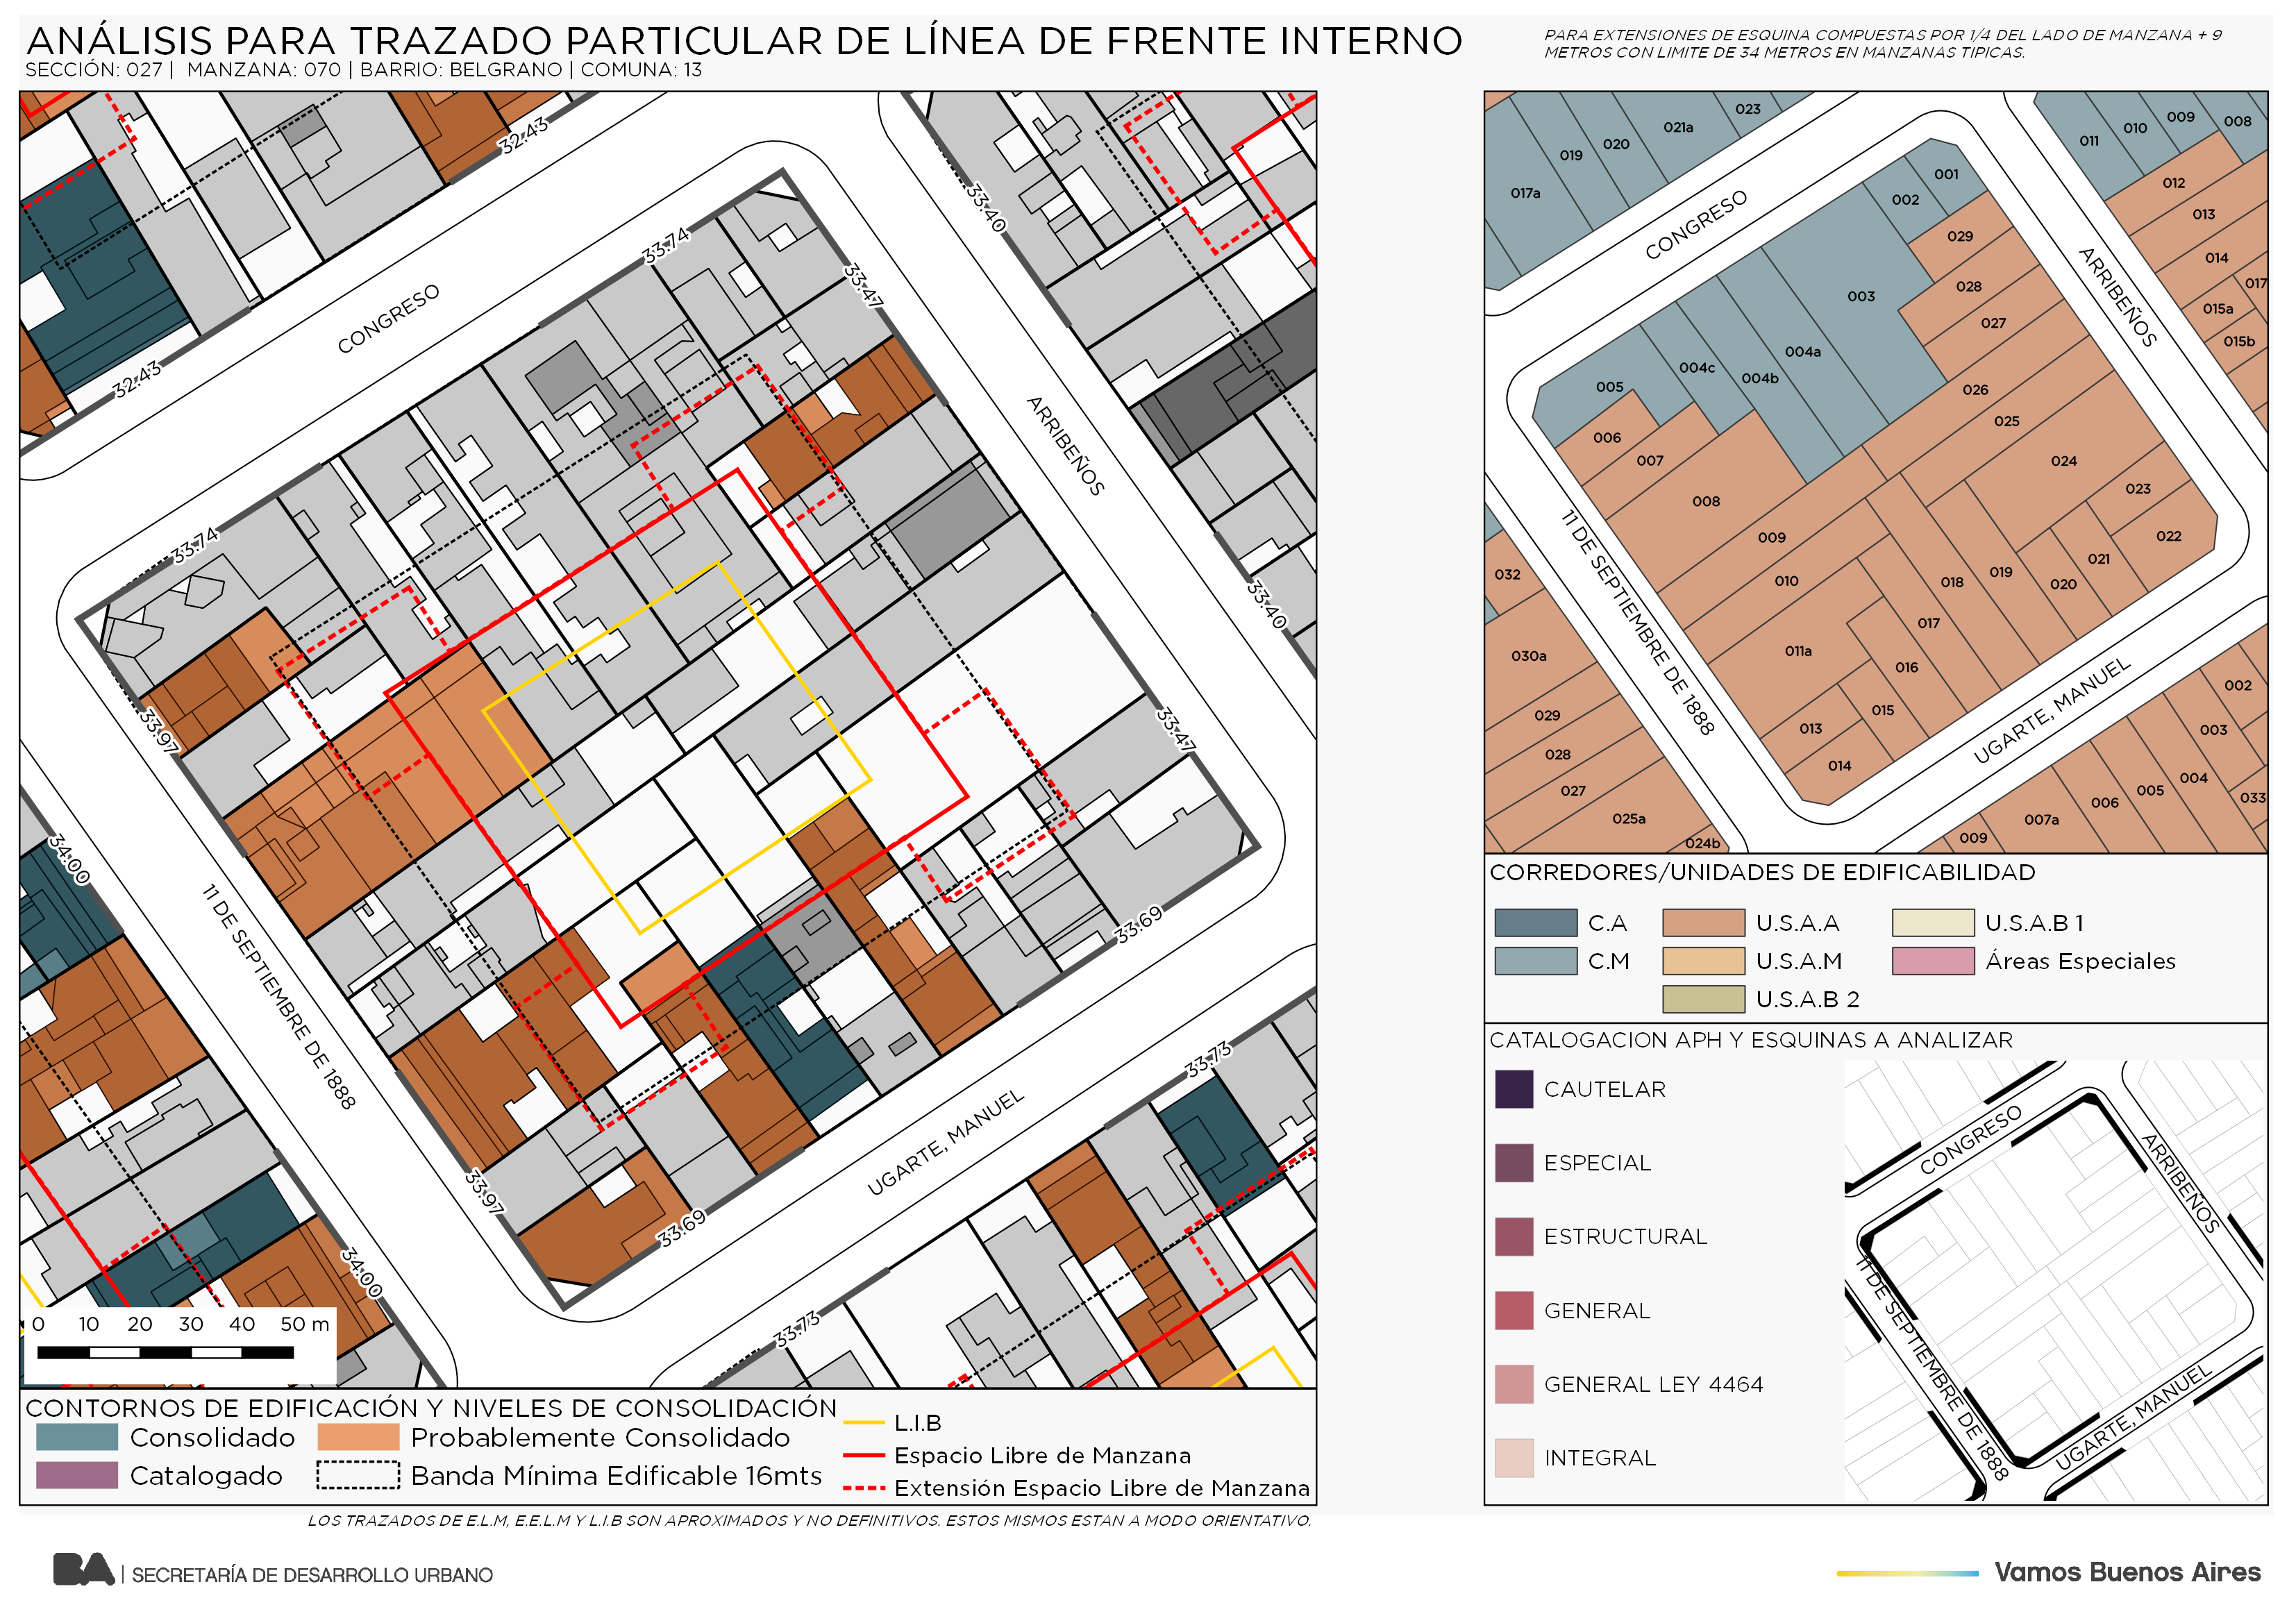 ANÁLISIS PARA TRAZADO PARTICULAR DE LÍNEA DE FRENTE INTERNO
SECCIÓN: 027 | MANZANA: 070 | BARRIO: BELGRANO | COMUNA: 13
PARA EXTENSIONES DE ESQUINA COMPUESTAS POR 1/4 DEL LADO DE MANZANA + 9
METROS CON LIMITE DE 34 METROS EN MANZANAS TIPICAS.
32.43
32.43
CONGRESO
33.74
33.74
33.40
33.47
ARRIBEÑOS
33.40
33.47
33.97
34.00
11 DE SEPTIEMBRE DE 1888
33.97
34.00
33.69
33.69
UGARTE, MANUEL
33.73
33.73
0 10 20 30 40 50 m
CONTORNOS DE EDIFICACIÓN Y NIVELES DE CONSOLIDACIÓN
Consolidado
Probablemente Consolidado
Catalogado
Banda Mínima Edificable 16mts
L.I.B
Espacio Libre de Manzana
Extensión Espacio Libre de Manzana
LOS TRAZADOS DE E.L.M, E.E.L.M Y L.I.B SON APROXIMADOS Y NO DEFINITIVOS. ESTOS MISMOS ESTAN A MODO ORIENTATIVO.
017a
019
020
021a
023
011
010
009
008
012
013
014
017
015a
015b
CONGRESO
ARRIBEÑOS
001
002
029
003
028
027
004a
004b
004c
005
006
007
008
026
025
024
023
022
009
010
021
020
019
018
017
016
011a
015
013
014
11 DE SEPTIEMBRE DE 1888
UGARTE, MANUEL
032
030a
029
028
027
025a
024b
002
003
004
005
006
007a
009
033
CORREDORES/UNIDADES DE EDIFICABILIDAD
C.A
U.S.A.A
U.S.A.B 1
C.M
U.S.A.M
Áreas Especiales
U.S.A.B 2
CATALOGACION APH Y ESQUINAS A ANALIZAR
CAUTELAR
ESPECIAL
ESTRUCTURAL
GENERAL
GENERAL LEY 4464
INTEGRAL
CONGRESO
ARRIBEÑOS
11 DE SEPTIEMBRE DE 1888
UGARTE, MANUEL
BA | SECRETARÍA DE DESARROLLO URBANO
Vamos Buenos Aires